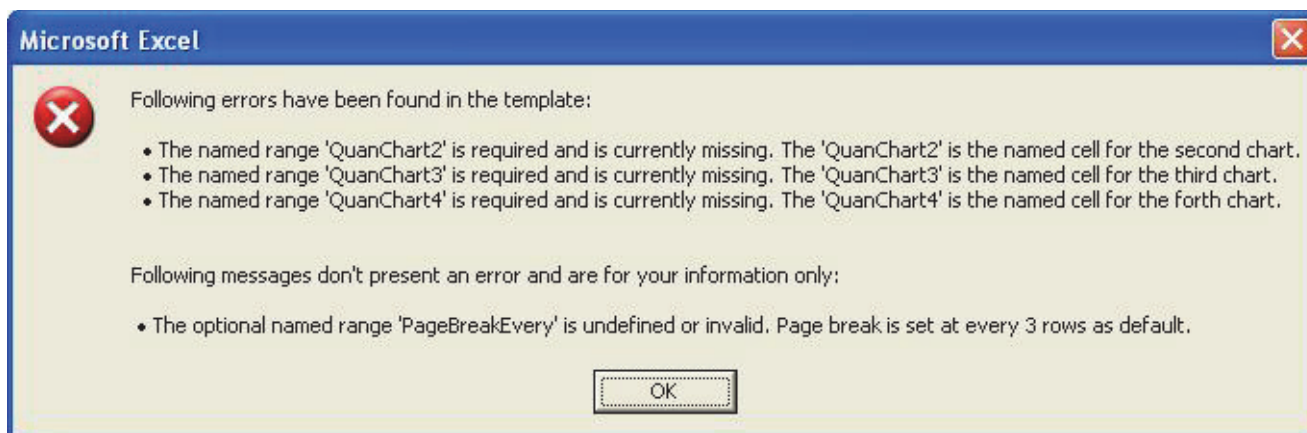 Microsoft Excel
Following errors have been found in the template:
• The named range 'QuanChart2' is required and is currently missing. The 'QuanChart2' is the named cell for the second chart.
• The named range 'QuanChart3' is required and is currently missing. The 'QuanChart3' is the named cell for the third chart.
• The named range 'QuanChart4' is required and is currently missing. The 'QuanChart4' is the named cell for the forth chart.
Following messages don't present an error and are for your information only:
• The optional named range 'PageBreakEvery' is undefined or invalid. Page break is set at every 3 rows as default.
OK